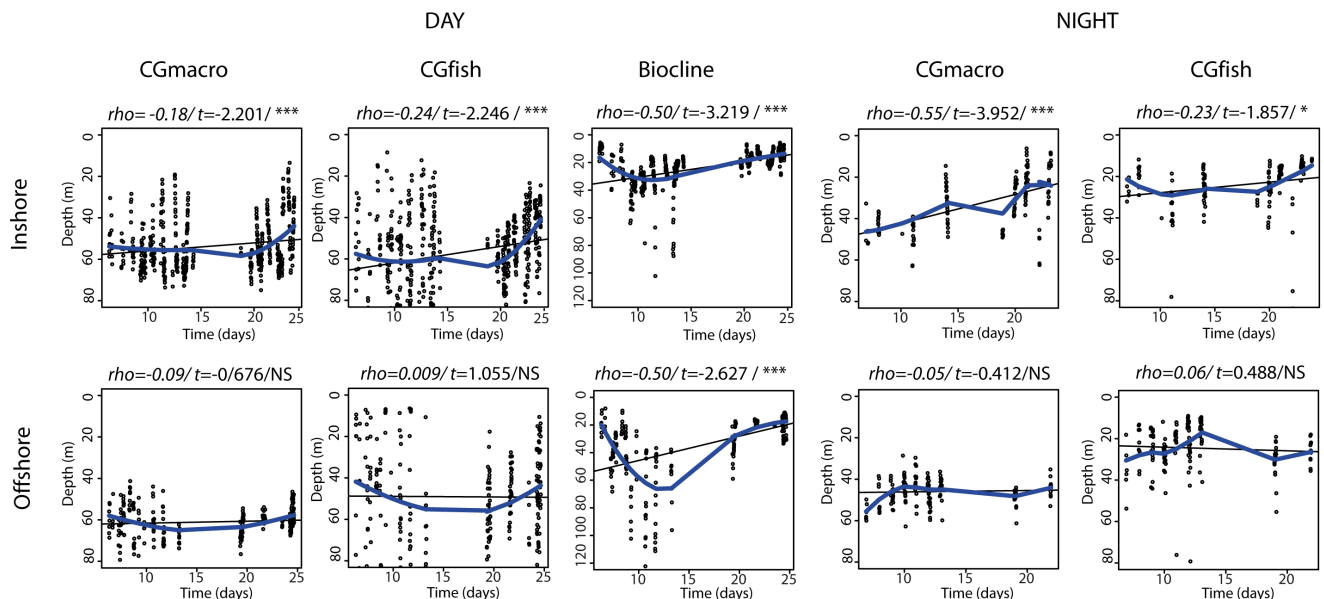 DAY NIGHT
CGmacro CGfish Biocline CGmacro CGfish
Inshore
rho= -0.18/ t=-2.201/ *** rho=-0.24/ t=-2.246 / *** rho=-0.50/ t=-3.219 / *** rho=-0.55/ t=-3.952/ *** rho=-0.23/ t=-1.857/ *
Depth (m) Depth (m) Depth (m) Depth (m) Depth (m)
0 20 40 60 80
0 20 40 60 80
0 20 40 60 80 100 120
0 20 40 60 80
0 20 40 60 80
10 15 20 25 10 15 20 25 10 15 20 25 10 15 20 10 15 20
Time (days) Time (days) Time (days) Time (days) Time (days)
Offshore
rho=-0.09/ t=-0/676/NS rho=0.009/ t=1.055/NS rho=-0.50/ t=-2.627 / *** rho=-0.05/ t=-0.412/NS rho=0.06/ t=0.488/NS
Depth (m) Depth (m) Depth (m) Depth (m) Depth (m)
0 20 40 60 80
0 20 40 60 80
0 20 40 60 80 100 120
0 20 40 60 80
0 20 40 60 80
10 15 20 25 10 15 20 25 10 15 20 25 10 15 20 10 15 20
Time (days) Time (days) Time (days) Time (days) Time (days)